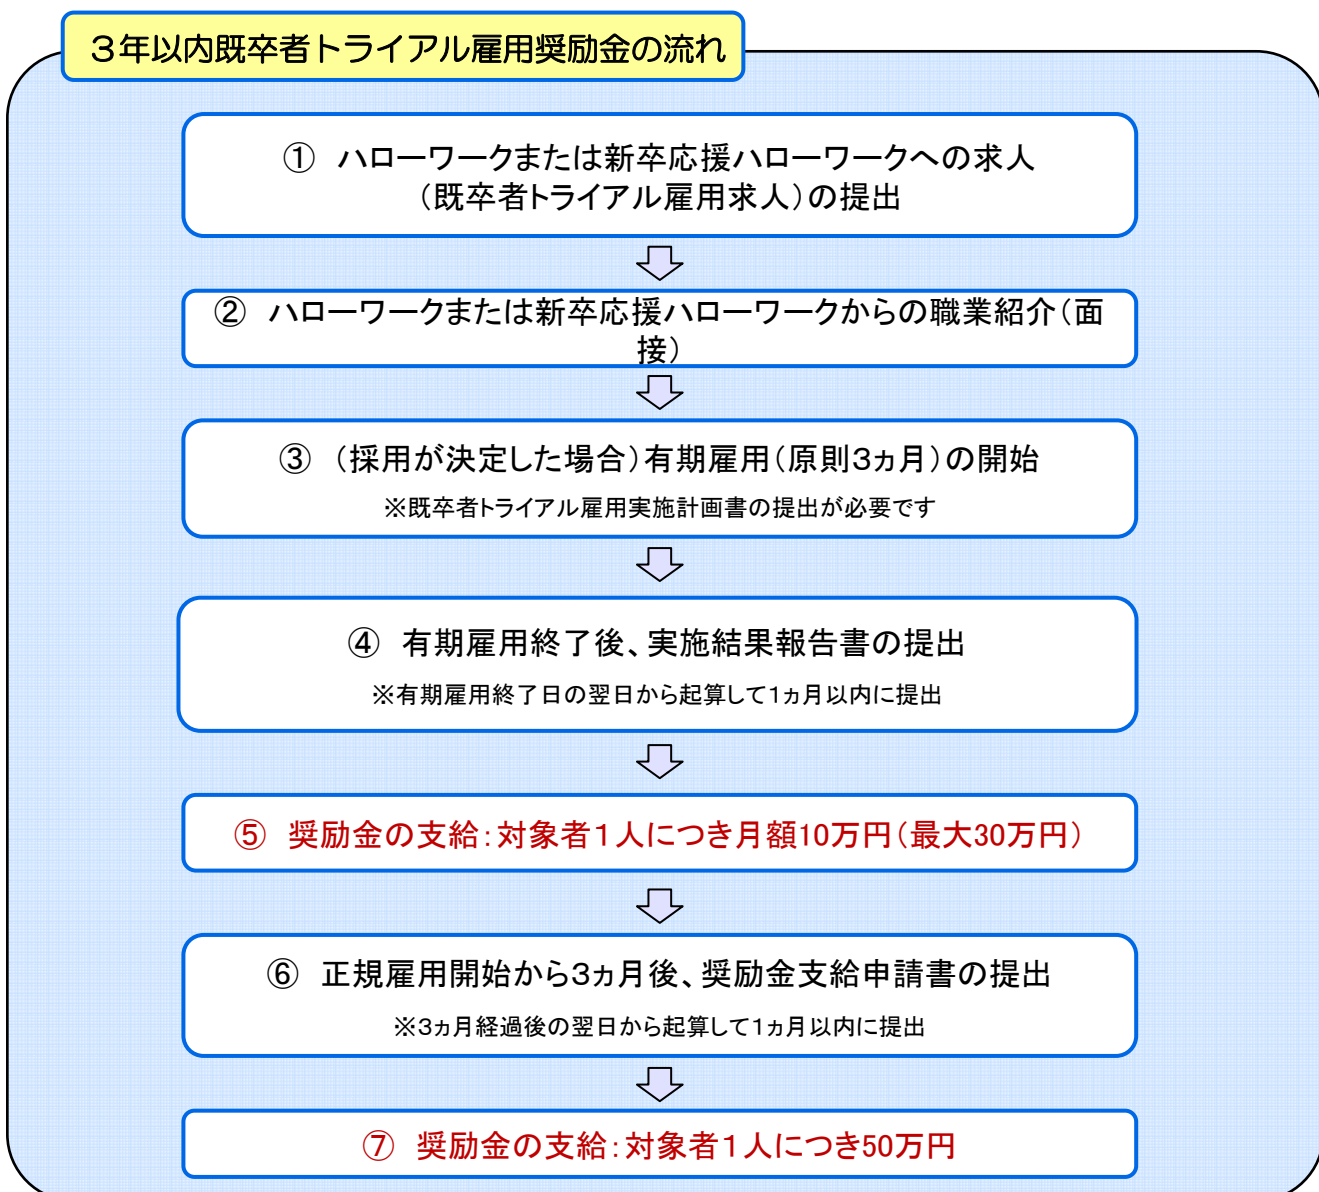 ３年以内既卒者トライアル雇用奨励金の流れ
① ハローワークまたは新卒応援ハローワークへの求人
（既卒者トライアル雇用求人）の提出
② ハローワークまたは新卒応援ハローワークからの職業紹介（面
接）
③ （採用が決定した場合）有期雇用（原則３ヵ月）の開始
※既卒者トライアル雇用実施計画書の提出が必要です
④ 有期雇用終了後、実施結果報告書の提出
※有期雇用終了日の翌日から起算して１ヵ月以内に提出
⑤ 奨励金の支給：対象者１人につき月額10万円（最大30万円）
⑥ 正規雇用開始から３ヵ月後、奨励金支給申請書の提出
※３ヵ月経過後の翌日から起算して１ヵ月以内に提出
⑦ 奨励金の支給：対象者１人につき50万円